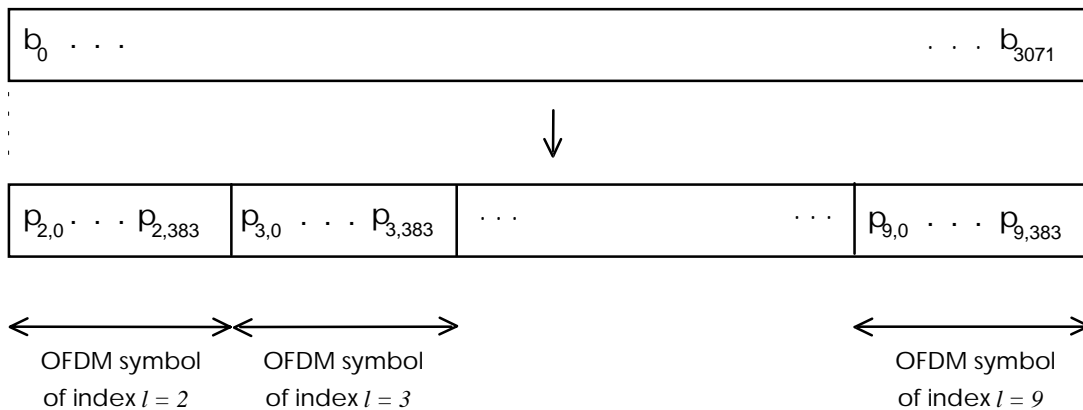 b0 . . . . . . b3071
p2,0 . . . p2,383 p3,0 . . . p3,383 . . . . . . p9,0 . . . p9,383
OFDM symbol OFDM symbol OFDM symbol
of index l = 2 of index l = 3 of index l = 9